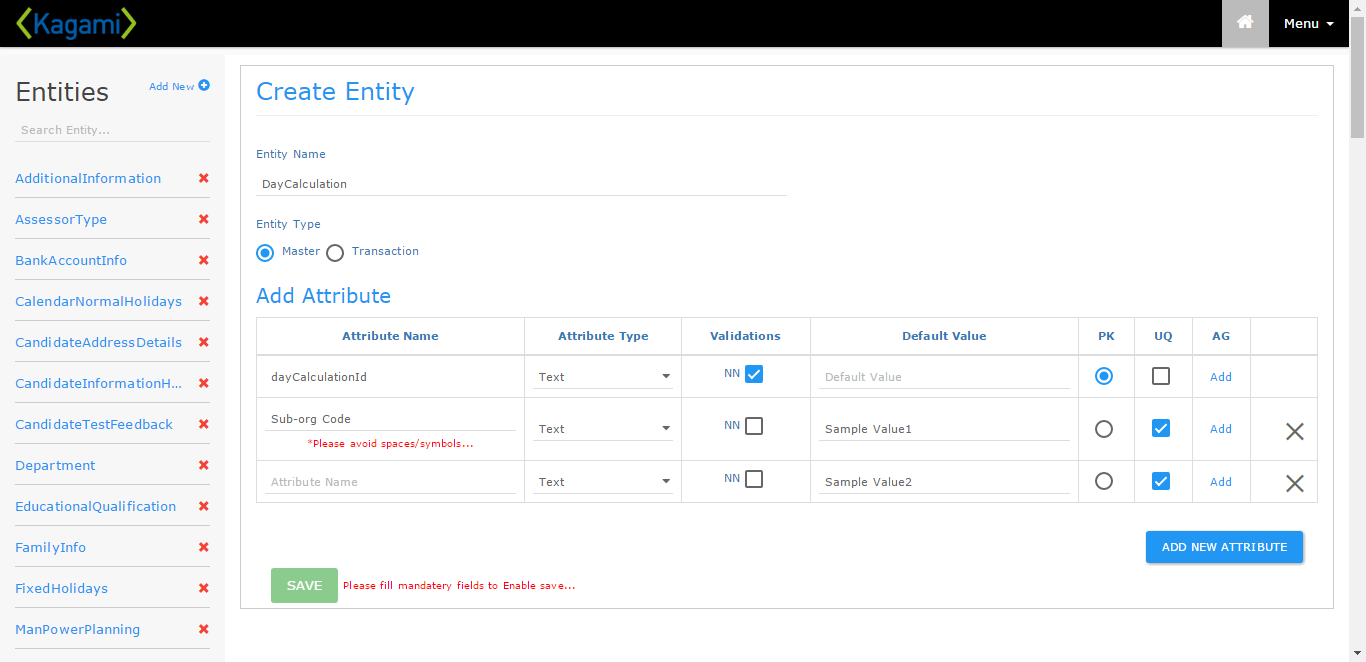 Kagami
Menu
Entities
Add New
Search Entity...
AdditionalInformation
AssessorType
BankAccountInfo
CalendarNormalHolidays
CandidateAddressDetails
CandidateInformationH...
CandidateTestFeedback
Department
EducationalQualification
FamilyInfo
FixedHolidays
ManPowerPlanning
Create Entity
Entity Name
DayCalculation
Entity Type
Master Transaction
Add Attribute
Attribute Name Attribute Type Validations Default Value PK UQ AG
dayCalculationId Text NN Default Value Add
Sub-org Code Text NN Sample Value1 Add
*Please avoid spaces/symbols...
Attribute Name Text NN Sample Value2 Add
ADD NEW ATTRIBUTE
SAVE Please fill mandatery fields to Enable save...